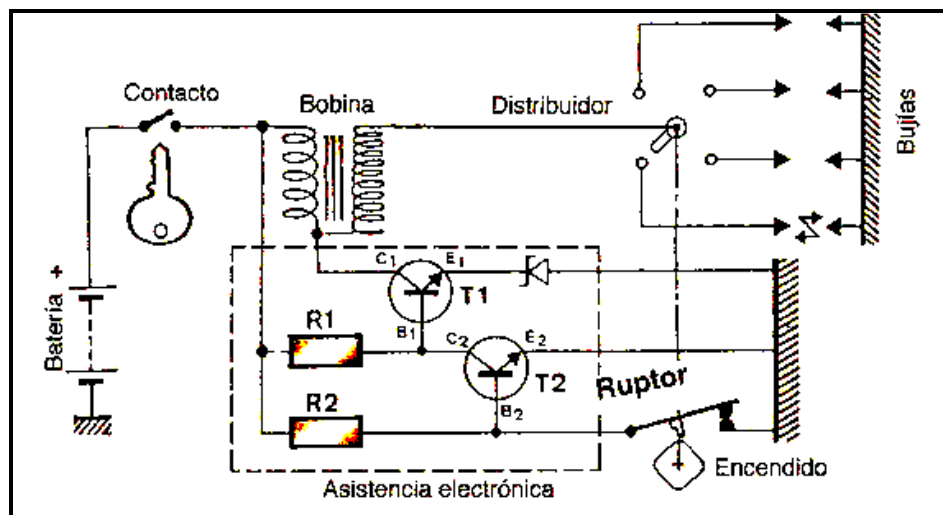 Contacto
Bobina
Distribuidor
Bujías
Batería +
C1
E1
T1
R1
B1
C2
E2
T2
Ruptor
R2
B2
Encendido
Asistencia electrónica